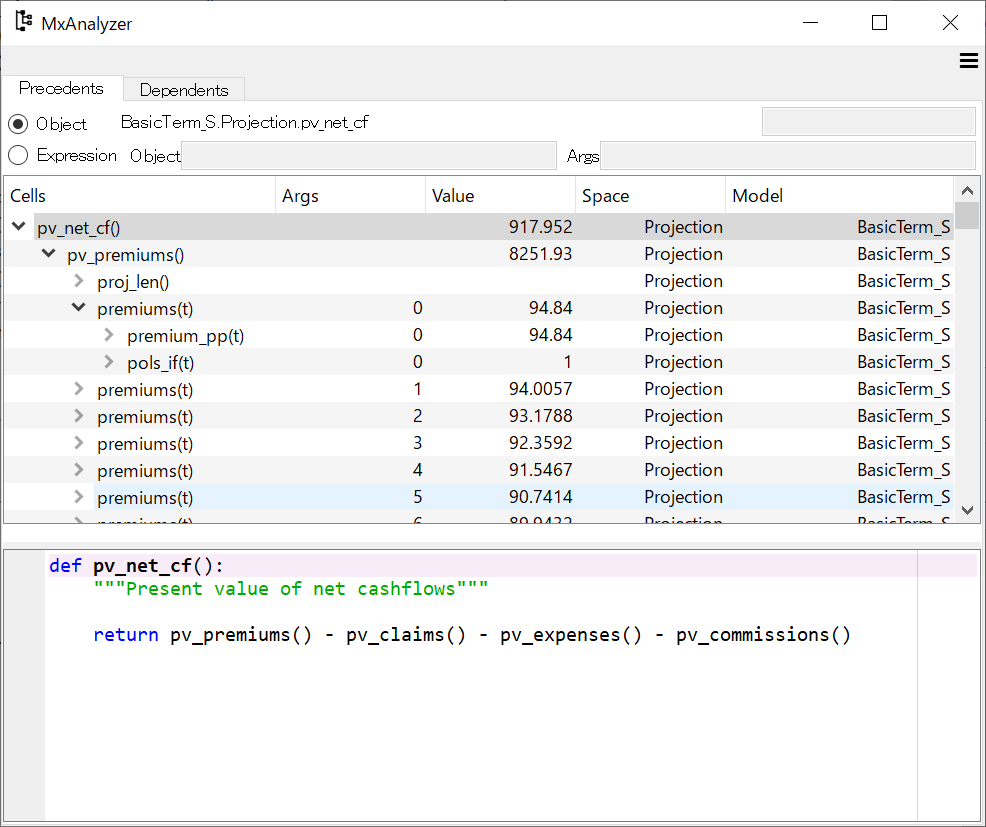 MxAnalyzer
Precedents Dependents
Object BasicTerm_S.Projection.pv_net_cf
Expression Object Args
Cells Args Value Space Model
pv_net_cf() 917.952 Projection BasicTerm_S
pv_premiums() 8251.93 Projection BasicTerm_S
proj_len() Projection BasicTerm_S
premiums(t) 0 94.84 Projection BasicTerm_S
premium_pp(t) 0 94.84 Projection BasicTerm_S
pols_if(t) 0 1 Projection BasicTerm_S
premiums(t) 1 94.0057 Projection BasicTerm_S
premiums(t) 2 93.1788 Projection BasicTerm_S
premiums(t) 3 92.3592 Projection BasicTerm_S
premiums(t) 4 91.5467 Projection BasicTerm_S
premiums(t) 5 90.7414 Projection BasicTerm_S
premiums(t) 6 89.9432 Projection BasicTerm_S
def pv_net_cf():
"""Present value of net cashflows"""
return pv_premiums() - pv_claims() - pv_expenses() - pv_commissions()